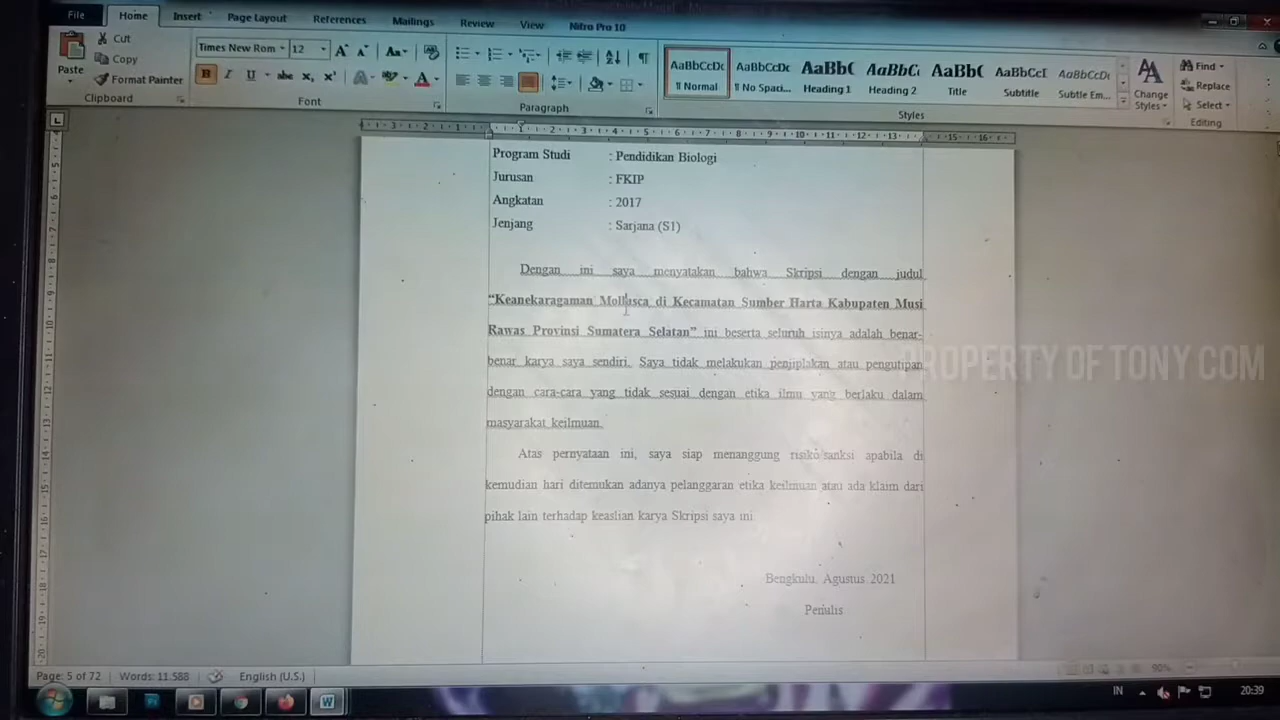 File Home Insert Page Layout References Mailings Review View Nitro Pro 10
Paste
Cut
Copy
Format Painter
Clipboard
Times New Rom 12
Font
Paragraph
AaBbCcDc AaBbCcDc AaBbC AaBbC AaBb( AaBbCcI AaBbCcDc
¶ Normal ¶ No Spaci... Heading 1 Heading 2 Title Subtitle Subtle Em...
Styles
Change Styles
Find
Replace
Select
Editing
Program Studi : Pendidikan Biologi
Jurusan : FKIP
Angkatan : 2017
Jenjang : Sarjana (S1)
Dengan ini saya menyatakan bahwa Skripsi dengan judul
“Keanekaragaman Mollasca di Kecamatan Sumber Harta Kabupaten Musi
Rawas Provinsi Sumatera Selatan” ini beserta seluruh isinya adalah benar-
benar karya saya sendiri. Saya tidak melakukan penjiplakan atau pengutipan
dengan cara-cara yang tidak sesuai dengan etika ilmu yang berlaku dalam
masyarakat keilmuan.
Atas pernyataan ini, saya siap menanggung risiko/sanksi apabila di
kemudian hari ditemukan adanya pelanggaran etika keilmuan atau ada klaim dari
pihak lain terhadap keaslian karya Skripsi saya ini.
Bengkulu, Agustus 2021
Penulis
PROPERTY OF TONY.COM
Page: 5 of 72 Words: 11.588 English (U.S.) 90%
IN 20:39